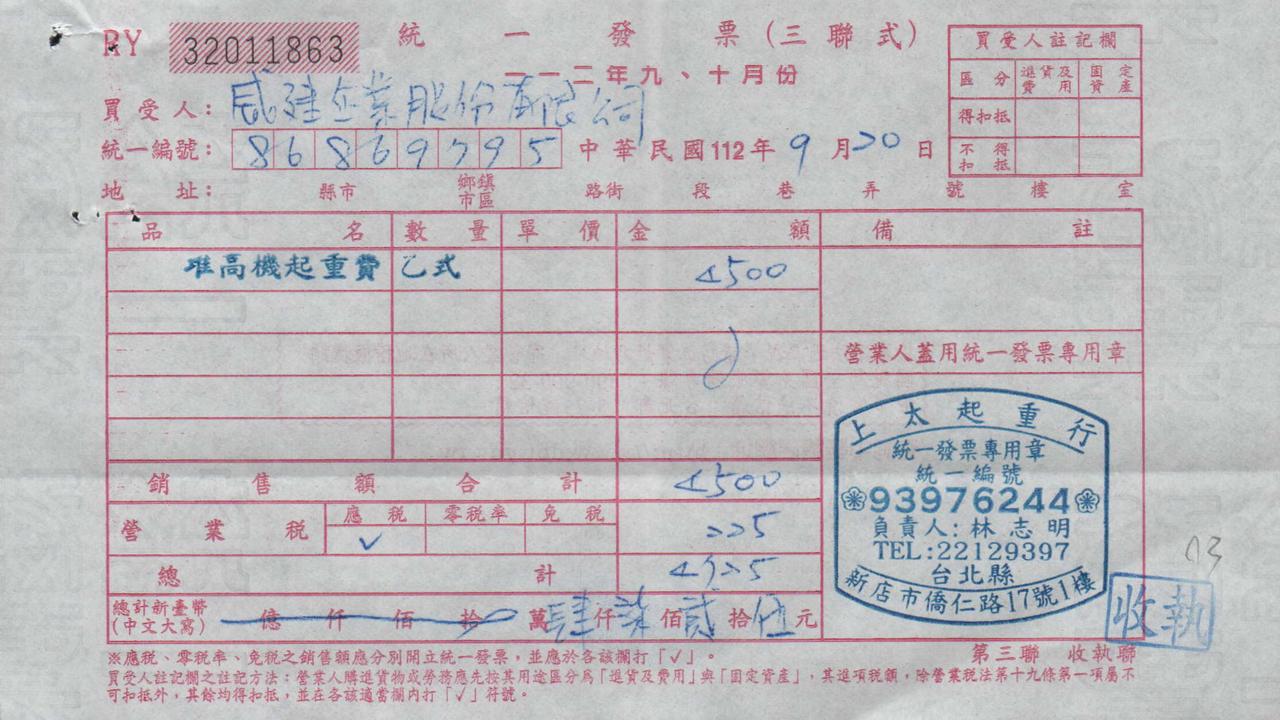 RY 32011863 統一發票(三聯式)
一一二年九、十月份
買受人: 威建企業股份有限公司
統一編號: 86869795 中華民國112年9月20日
地址: 縣市 鄉鎮市區 路街 段 巷 弄 號 樓 室
買受人註記欄
區分 進貨及費用 固定資產
得扣抵
不得扣抵
品名 數量 單價 金額 備註
堆高機起重費 乙式 4500
營業人蓋用統一發票專用章
銷售額合計 4500
營業稅 應稅 零稅率 免稅 225
✓
總計 4725
總計新臺幣(中文大寫) 億仟佰拾萬肆仟柒佰貳拾伍元
上太起重行
統一發票專用章
統一編號
93976244
負責人:林志明
TEL:22129397
台北縣
新店市僑仁路17號1樓
收執
第三聯 收執聯
※應稅、零稅率、免稅之銷售額應分別開立統一發票,並應於各該欄打「✓」。
買受人註記欄之註記方法:營業人購進貨物或勞務應先按其用途區分為「進貨及費用」與「固定資產」,其進項稅額,除營業稅法第十九條第一項屬不
可扣抵外,其餘均得扣抵,並在各該適當欄內打「✓」符號。